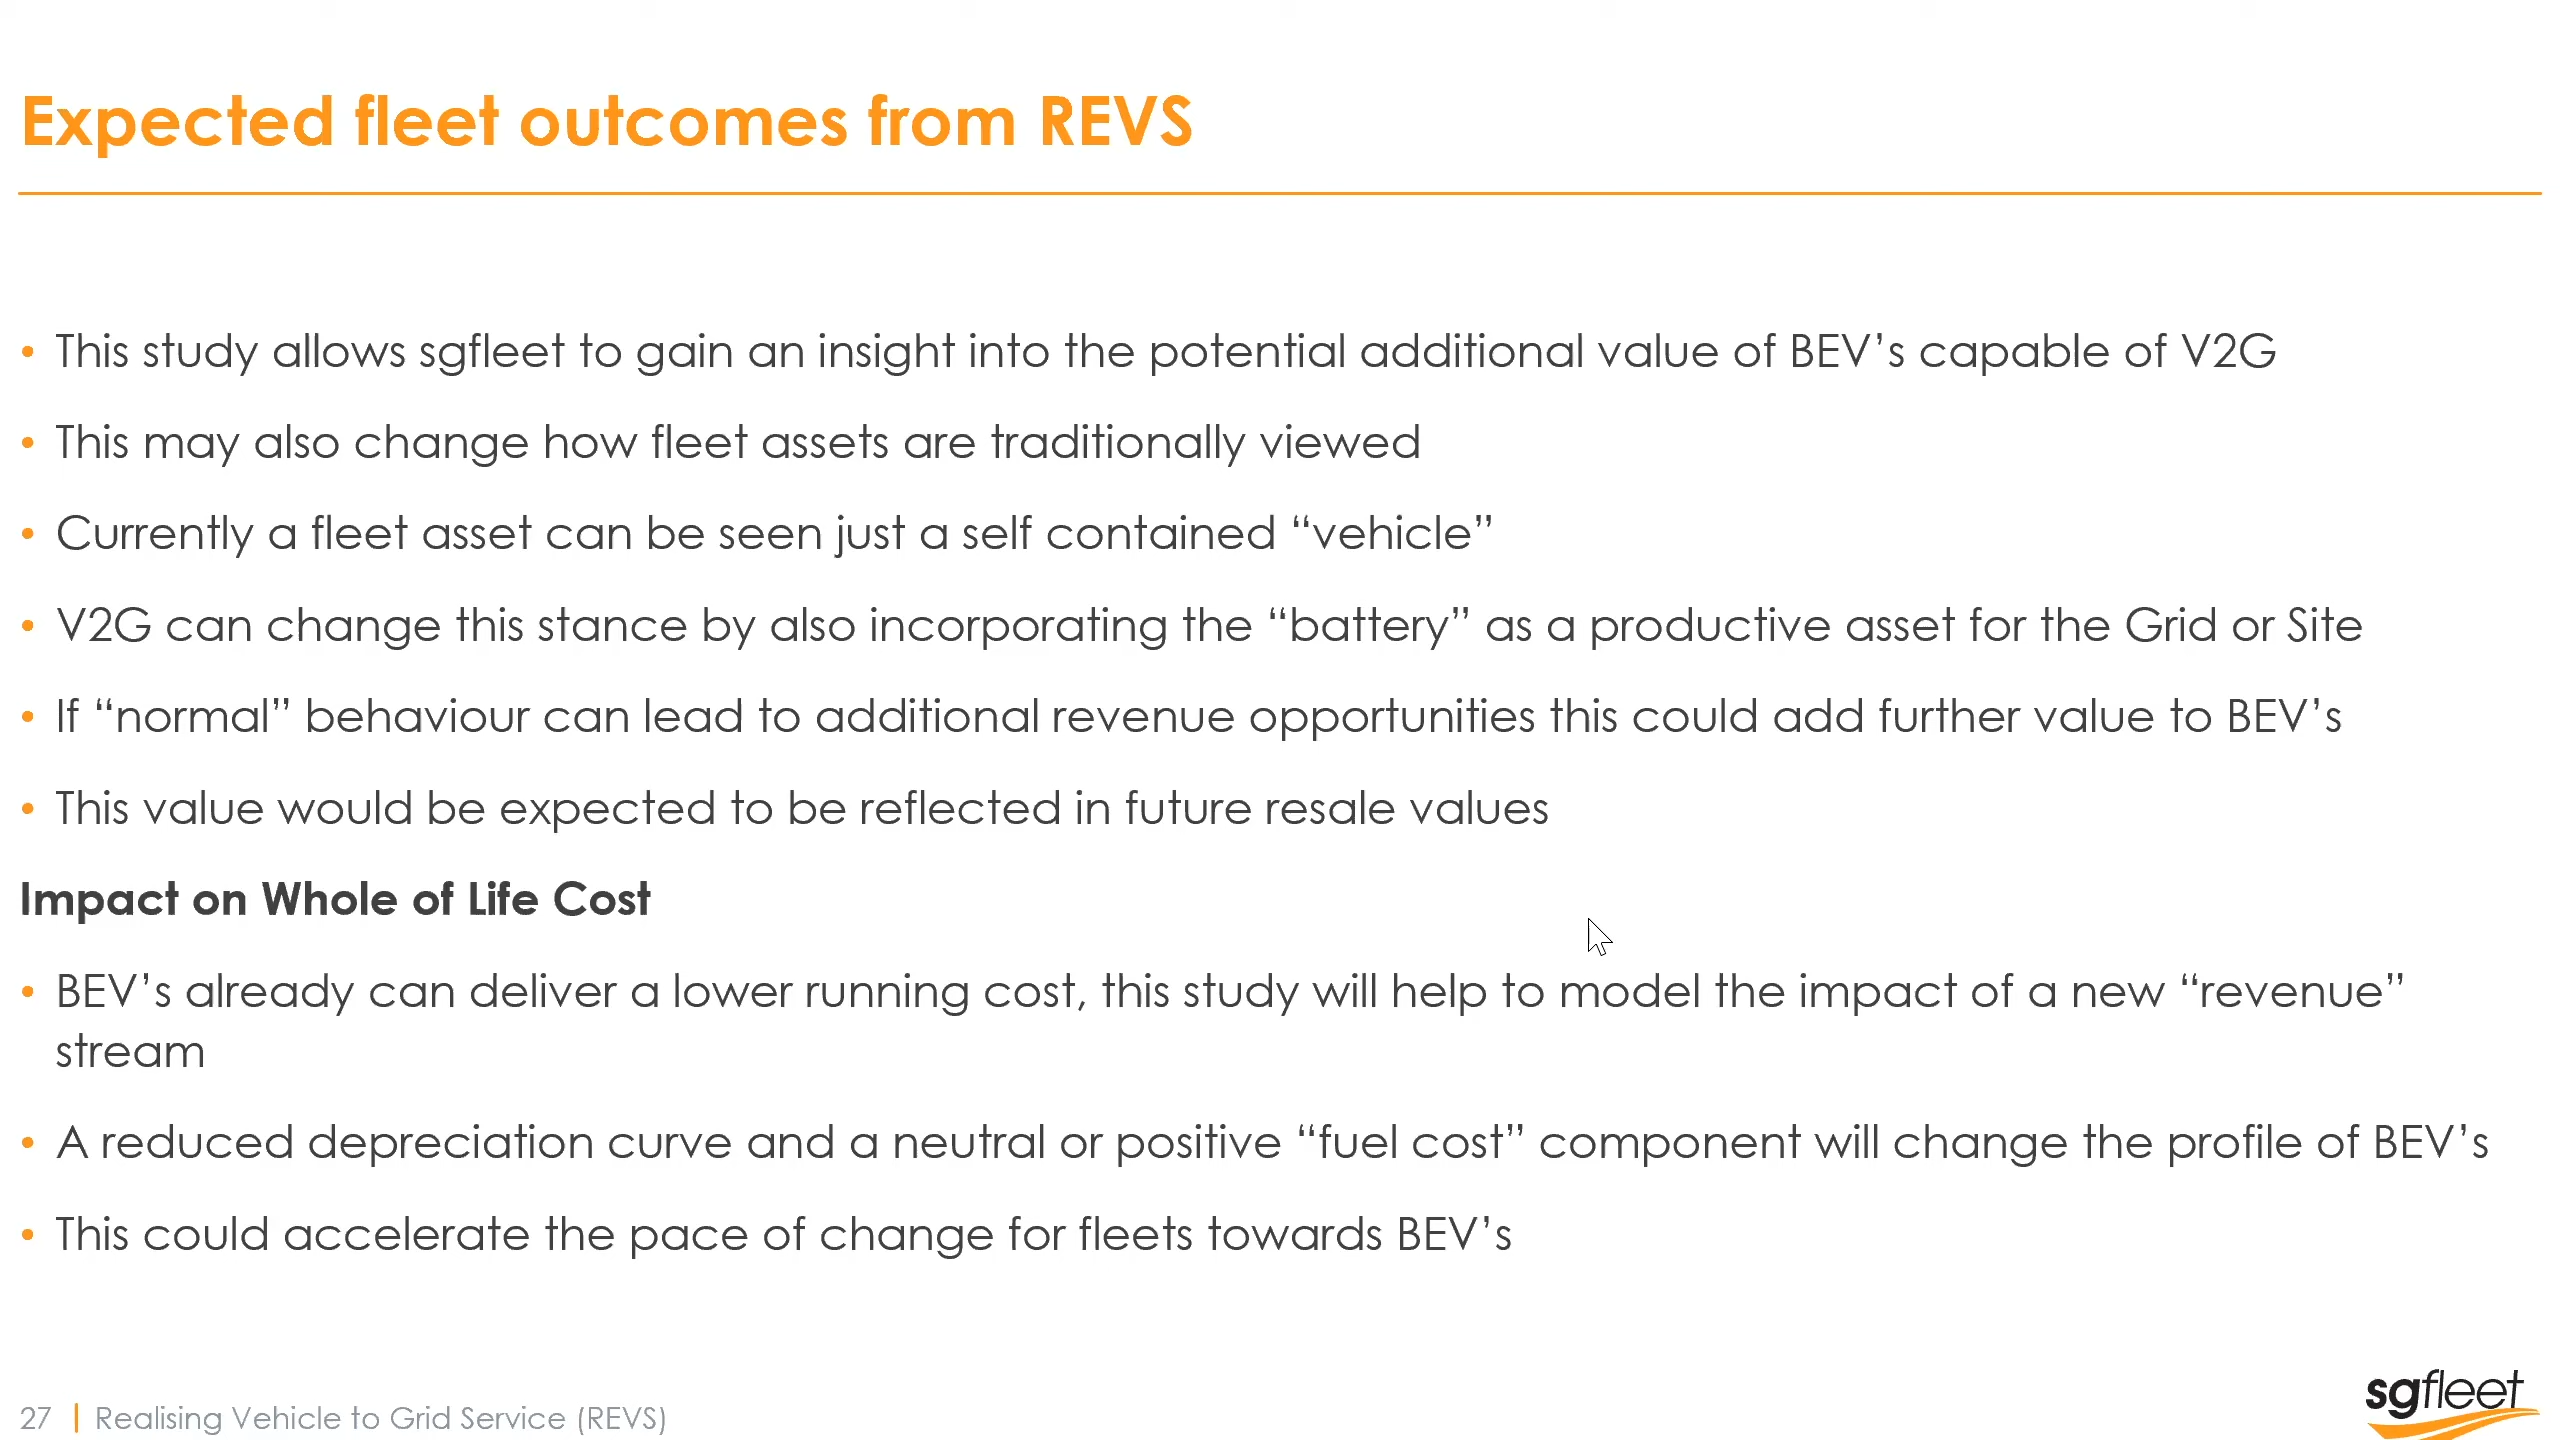 Expected fleet outcomes from REVS
• This study allows sgfleet to gain an insight into the potential additional value of BEV’s capable of V2G
• This may also change how fleet assets are traditionally viewed
• Currently a fleet asset can be seen just a self contained “vehicle”
• V2G can change this stance by also incorporating the “battery” as a productive asset for the Grid or Site
• If “normal” behaviour can lead to additional revenue opportunities this could add further value to BEV’s
• This value would be expected to be reflected in future resale values
Impact on Whole of Life Cost
• BEV’s already can deliver a lower running cost, this study will help to model the impact of a new “revenue”
stream
• A reduced depreciation curve and a neutral or positive “fuel cost” component will change the profile of BEV’s
• This could accelerate the pace of change for fleets towards BEV’s
27 | Realising Vehicle to Grid Service (REVS)
sgfleet